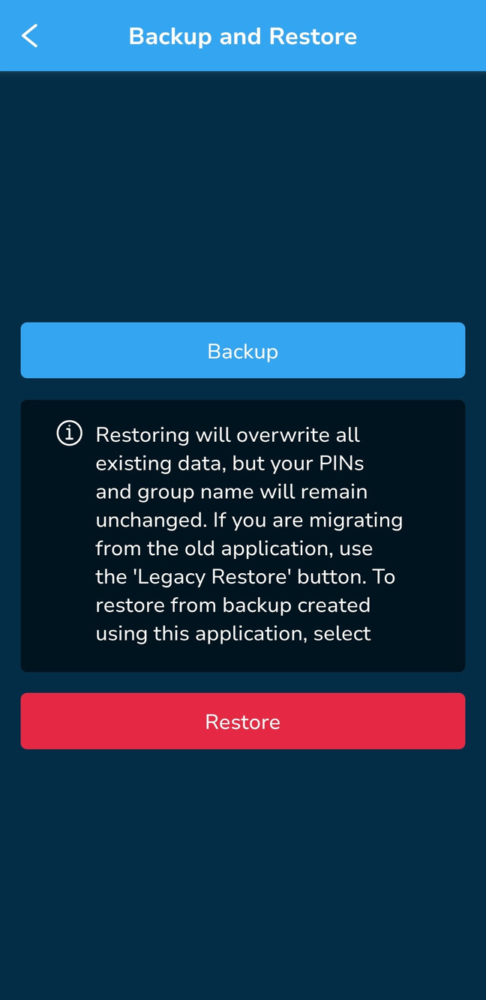 Backup and Restore
Backup
Restoring will overwrite all
existing data, but your PINs
and group name will remain
unchanged. If you are migrating
from the old application, use
the 'Legacy Restore' button. To
restore from backup created
using this application, select
Restore